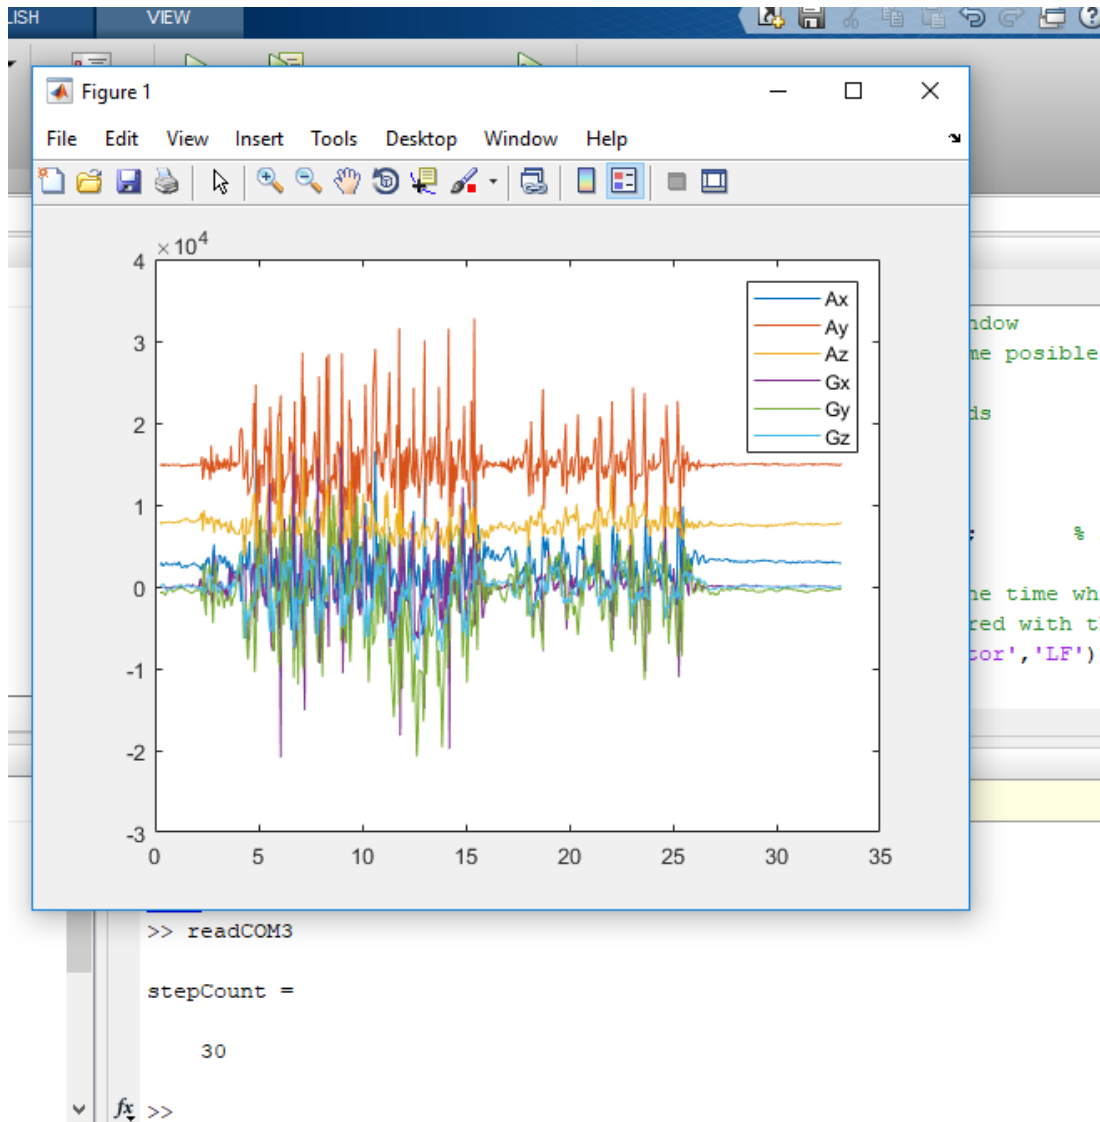 LISH VIEW
Figure 1
File Edit View Insert Tools Desktop Window Help
×10⁴
4
3
2
1
0
-1
-2
-3
0 5 10 15 20 25 30 35
Ax
Ay
Az
Gx
Gy
Gz
ndow
me posible
ds
; %
he time wh
red with th
tor','LF')
>> readCOM3
stepCount =
30
fx >>